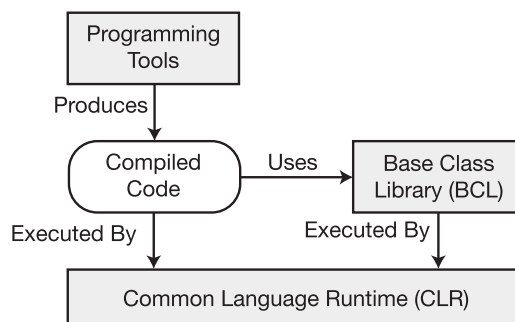 Programming
Tools
Produces
Compiled
Code
Uses
Base Class
Library (BCL)
Executed By
Executed By
Common Language Runtime (CLR)